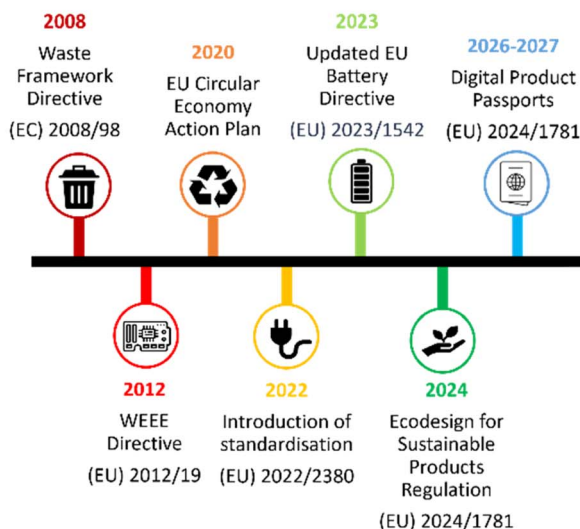 2008
Waste
Framework
Directive
(EC) 2008/98
2020
EU Circular
Economy
Action Plan
2023
Updated EU
Battery
Directive
(EU) 2023/1542
2026-2027
Digital Product
Passports
(EU) 2024/1781
2012
WEEE
Directive
(EU) 2012/19
2022
Introduction of
standardisation
(EU) 2022/2380
2024
Ecodesign for
Sustainable
Products
Regulation
(EU) 2024/1781